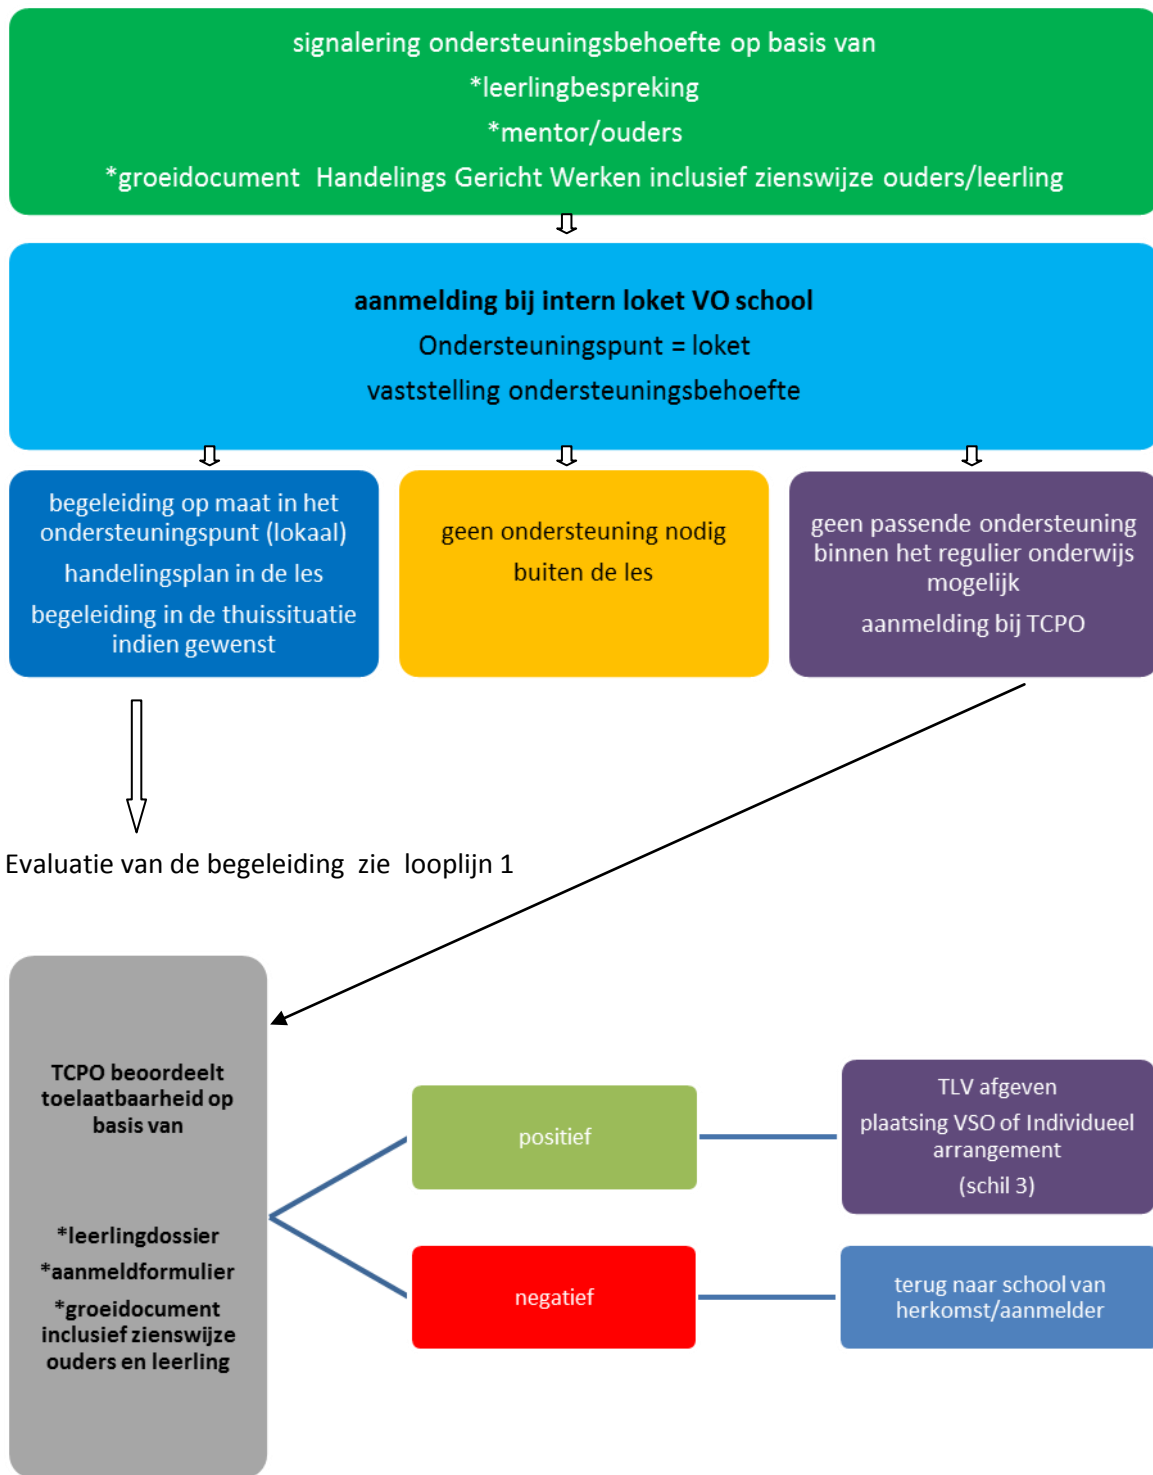 signalering ondersteuningsbehoefte op basis van
*leerlingbespreking
*mentor/ouders
*groeidocument Handelings Gericht Werken inclusief zienswijze ouders/leerling
aanmelding bij intern loket VO school
Ondersteuningspunt = loket
vaststelling ondersteuningsbehoefte
begeleiding op maat in het
ondersteuningspunt (lokaal)
handelingsplan in de les
begeleiding in de thuissituatie
indien gewenst
geen ondersteuning nodig
buiten de les
geen passende ondersteuning
binnen het regulier onderwijs
mogelijk
aanmelding bij TCPO
Evaluatie van de begeleiding zie looplijn 1
TCPO beoordeelt
toelaatbaarheid op
basis van
*leerlingdossier
*aanmeldformulier
*groeidocument
inclusief zienswijze
ouders en leerling
positief
TLV afgeven
plaatsing VSO of Individueel
arrangement
(schil 3)
negatief
terug naar school van
herkomst/aanmelder